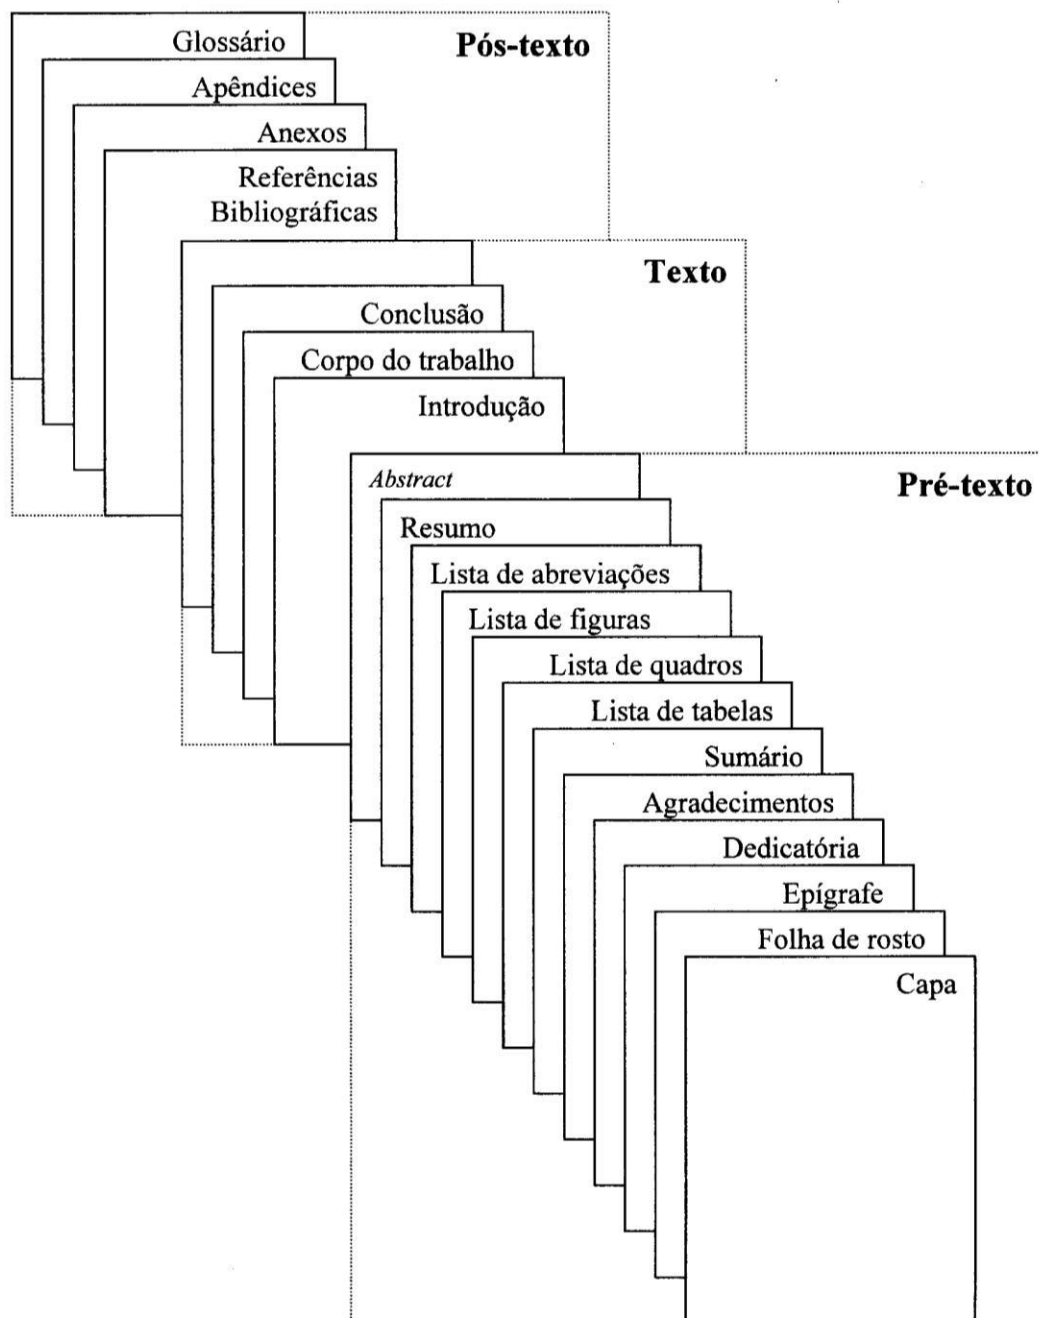 Glossário
Pós-texto
Apêndices
Anexos
Referências
Bibliográficas
Texto
Conclusão
Corpo do trabalho
Introdução
Abstract
Pré-texto
Resumo
Lista de abreviações
Lista de figuras
Lista de quadros
Lista de tabelas
Sumário
Agradecimentos
Dedicatória
Epígrafe
Folha de rosto
Capa